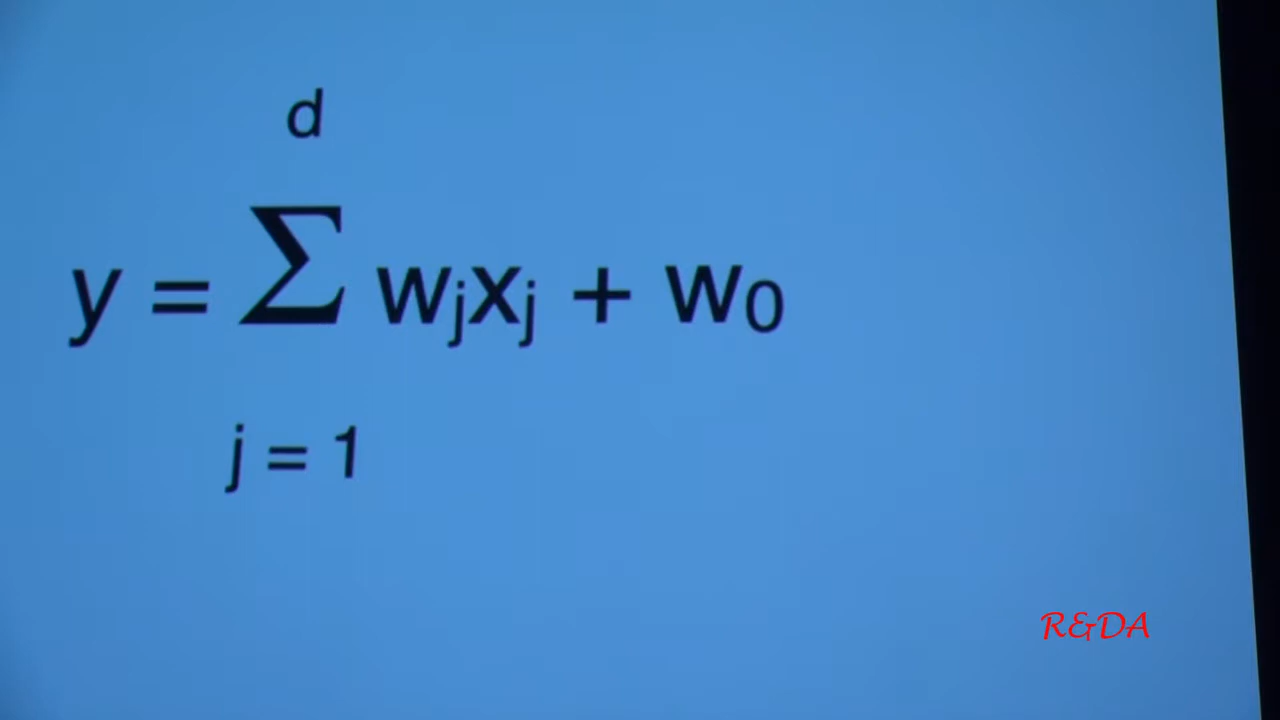 d
y = Σ wⱼxⱼ + w₀
j = 1
R&DA